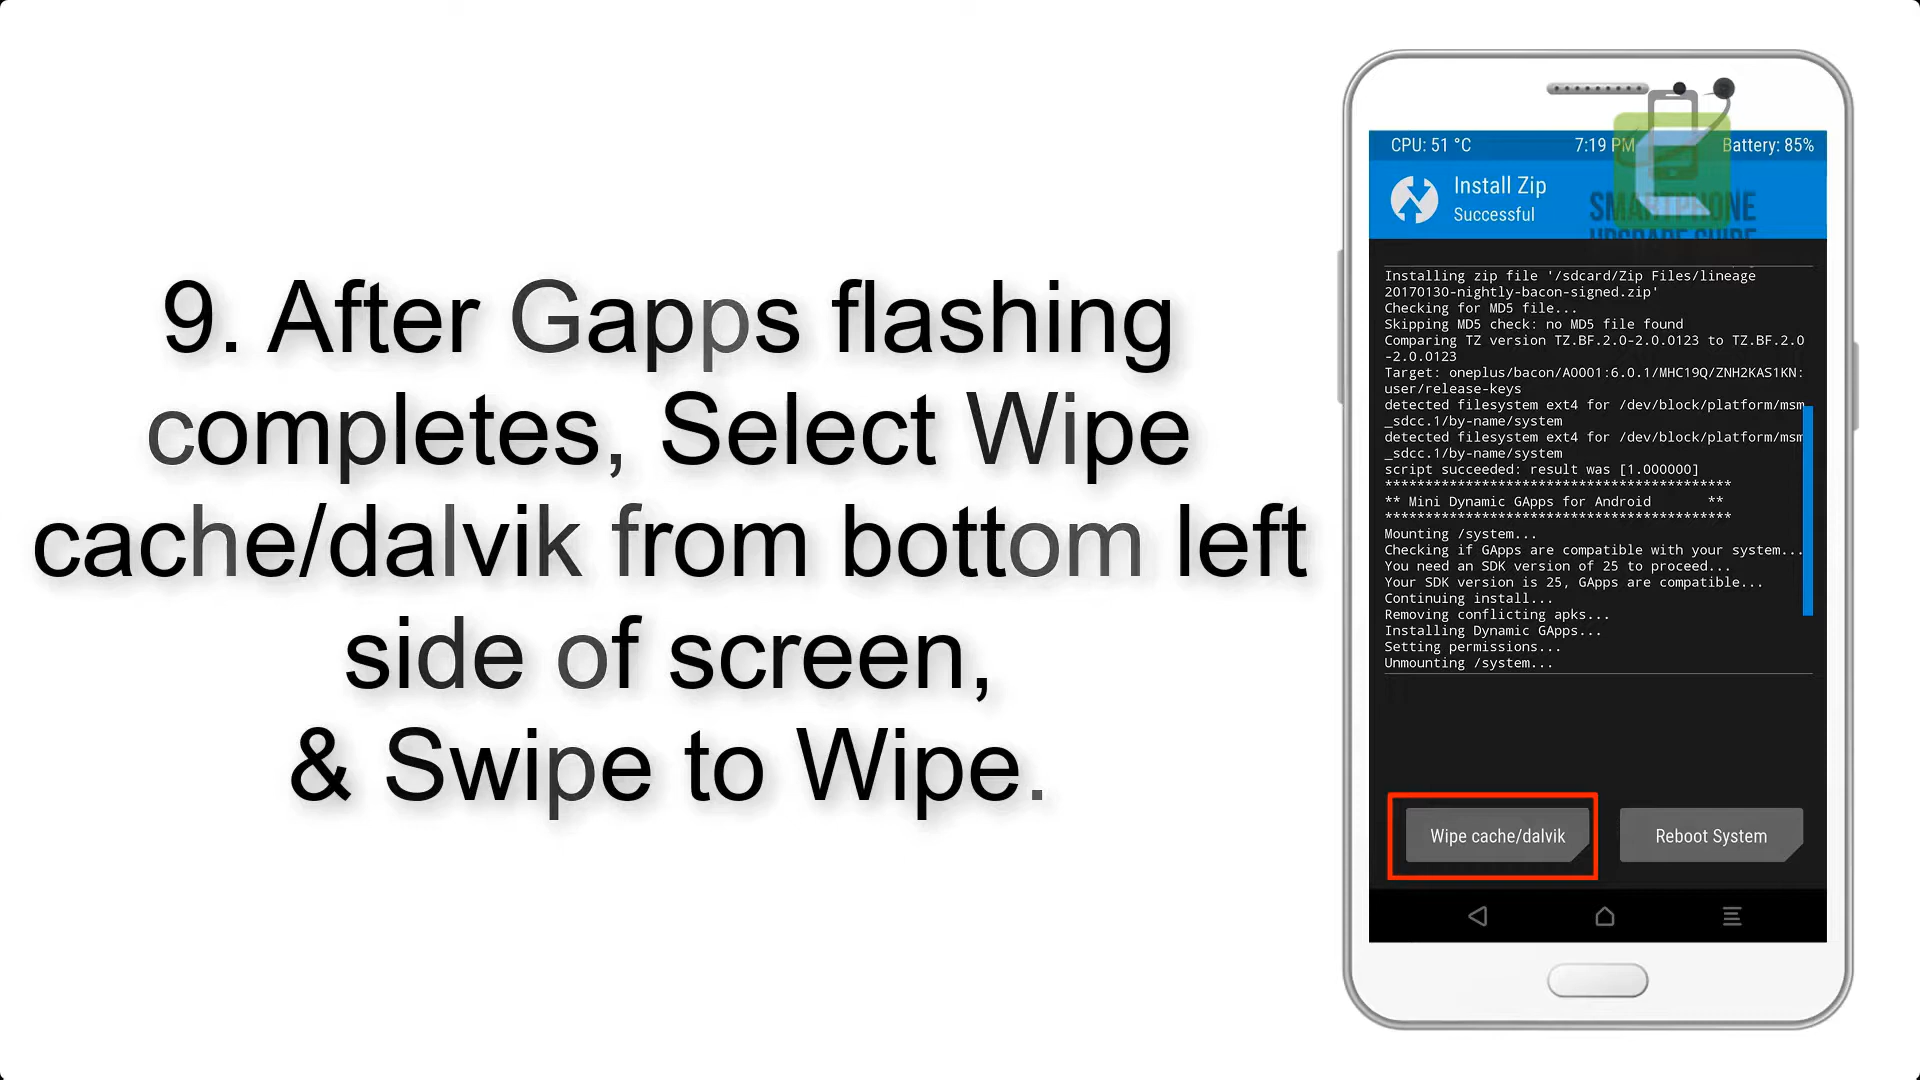 9. After Gapps flashing
completes, Select Wipe
cache/dalvik from bottom left
side of screen,
& Swipe to Wipe.
CPU: 51 °C 7:19 PM Battery: 85%
Install Zip
Successful
SMARTPHONE
UPGRADE GUIDE
Installing zip file '/sdcard/Zip Files/lineage
20170130-nightly-bacon-signed.zip'
Checking for MD5 file...
Skipping MD5 check: no MD5 file found
Comparing TZ version TZ.BF.2.0-2.0.0123 to TZ.BF.2.0
-2.0.0123
Target: oneplus/bacon/A0001:6.0.1/MHC19Q/ZNH2KAS1KN:
user/release-keys
detected filesystem ext4 for /dev/block/platform/msm
_sdcc.1/by-name/system
detected filesystem ext4 for /dev/block/platform/msm
_sdcc.1/by-name/system
script succeeded: result was [1.000000]
*******************************************
** Mini Dynamic GApps for Android **
*******************************************
Mounting /system...
Checking if GApps are compatible with your system...
You need an SDK version of 25 to proceed...
Your SDK version is 25, GApps are compatible...
Continuing install...
Removing conflicting apks...
Installing Dynamic GApps...
Setting permissions...
Unmounting /system...
Wipe cache/dalvik
Reboot System